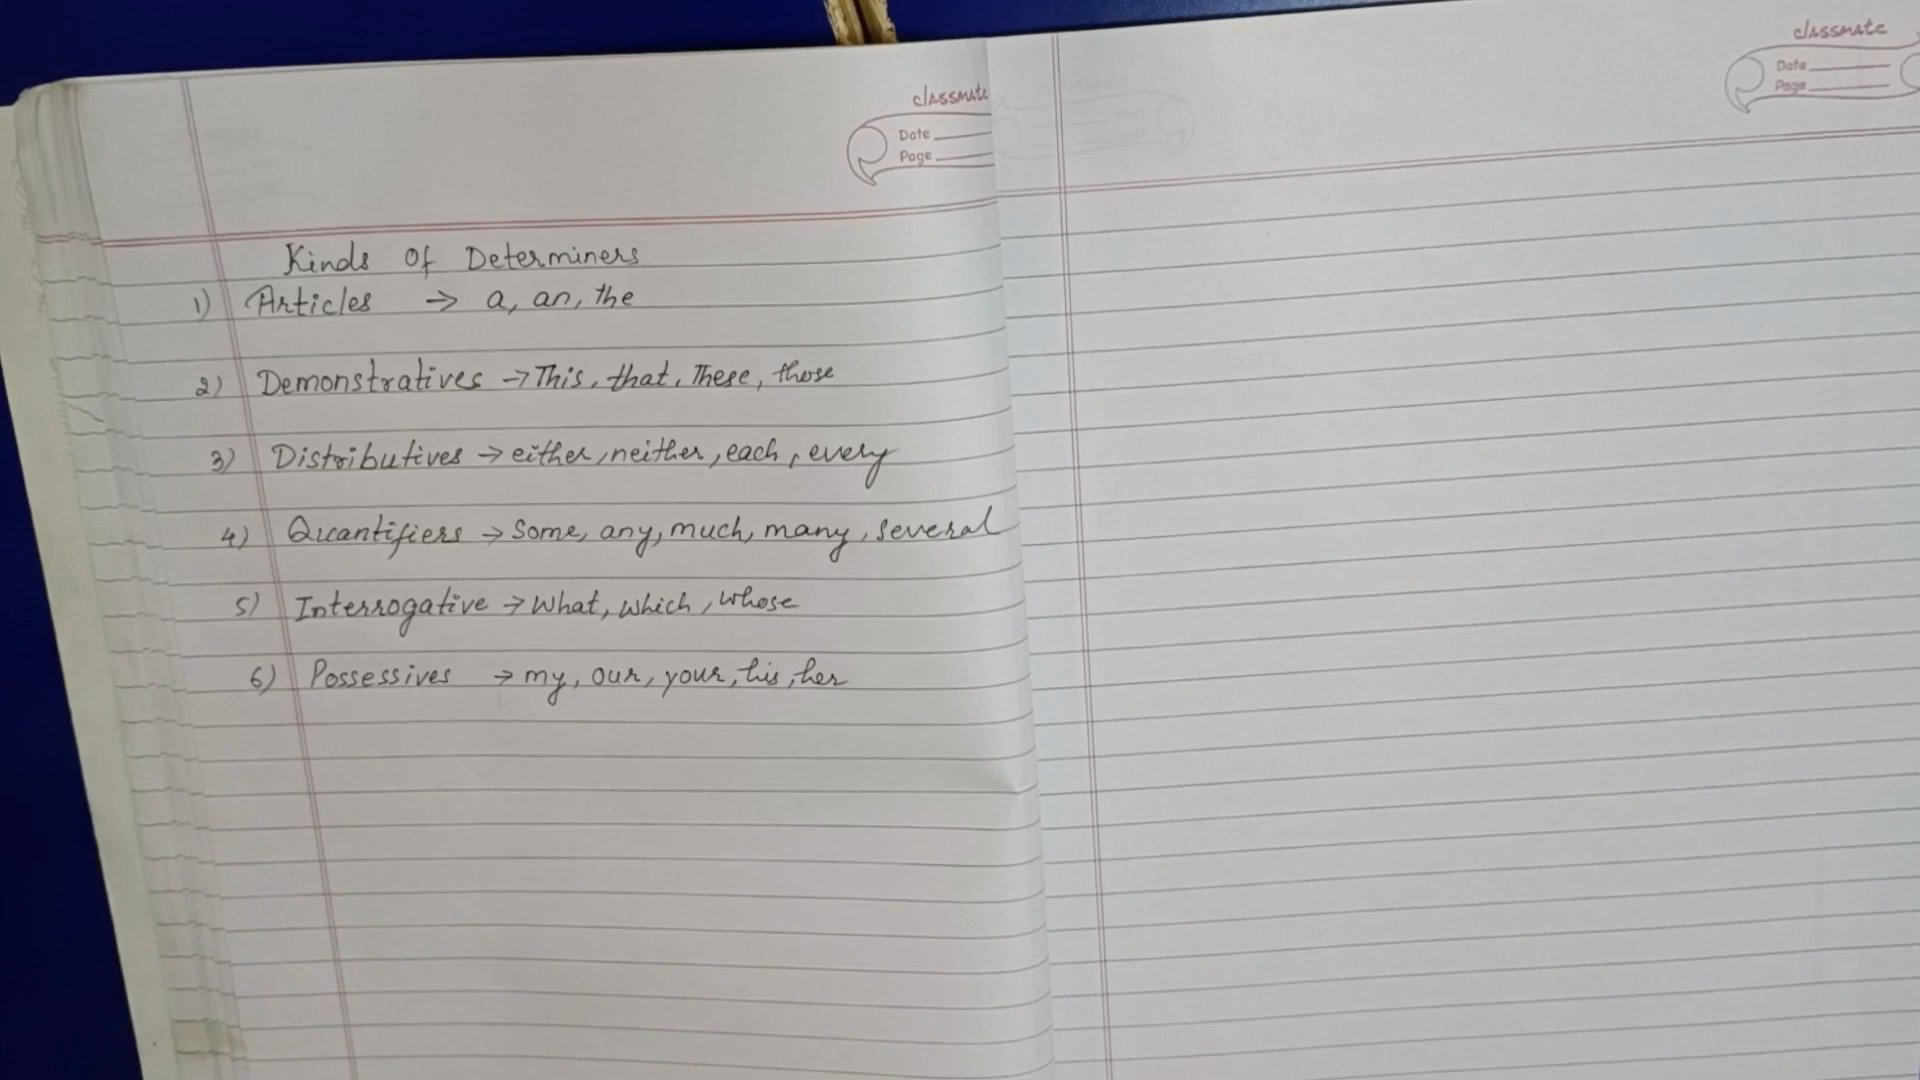 classmate
Date
Page
classmate
Date
Page
Kinds of Determiners
1) Articles → a, an, the
2) Demonstratives → This, that, These, those
3) Distributives → either, neither, each, every
4) Quantifiers → Some, any, much, many, several
5) Interrogative → What, which, whose
6) Possessives → my, our, your, his, her